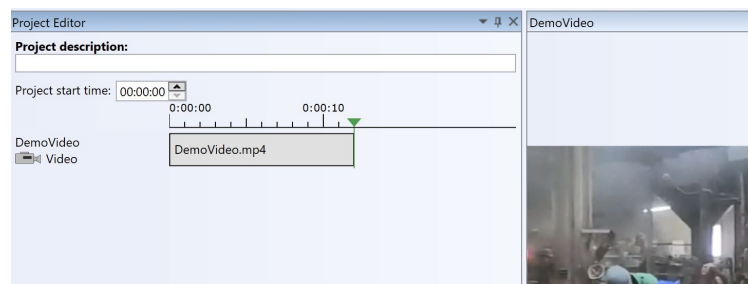 Project Editor
DemoVideo
Project description:
Project start time: 00:00:00
0:00:00 0:00:10
DemoVideo
Video
DemoVideo.mp4